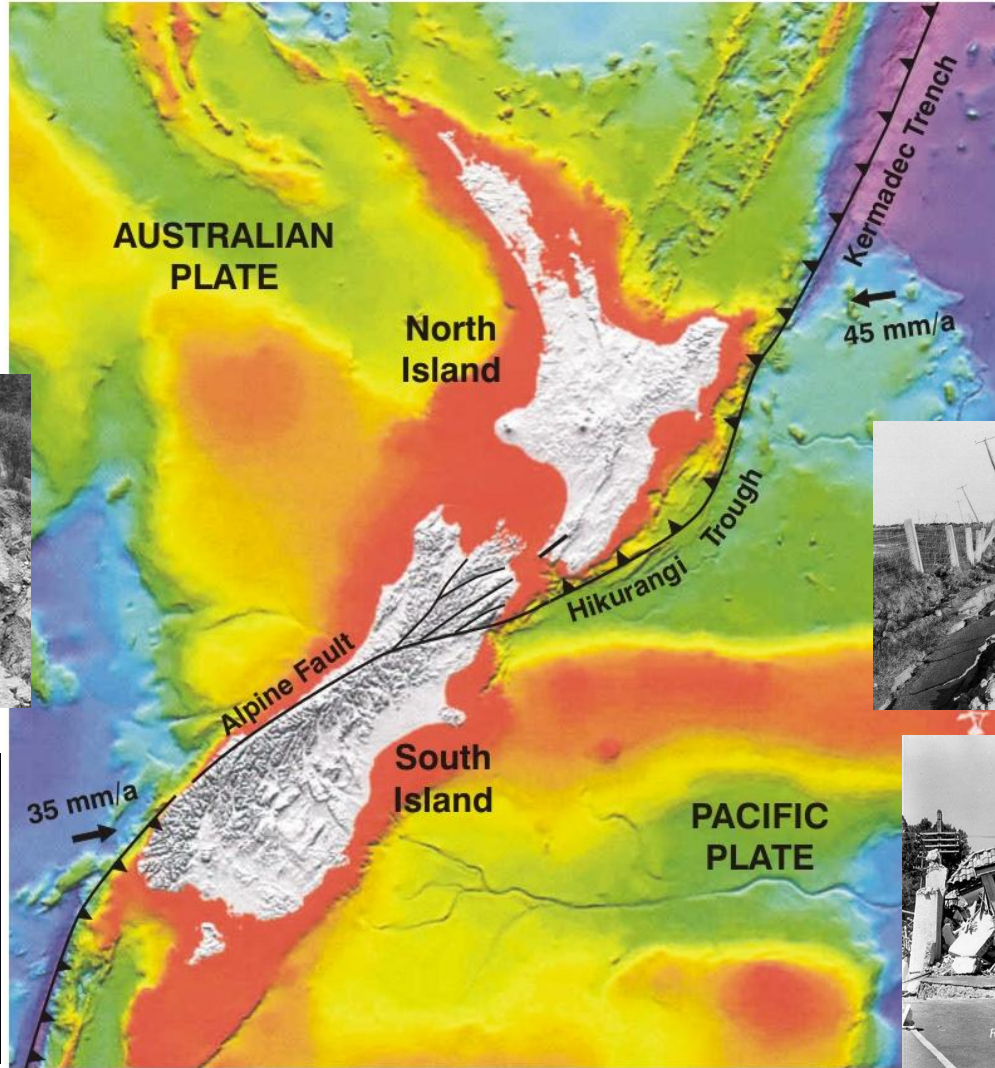 Kermadec Trench
AUSTRALIAN
PLATE
45 mm/a
North
Island
Hikurangi Trough
Alpine Fault
South
Island
35 mm/a
PACIFIC
PLATE